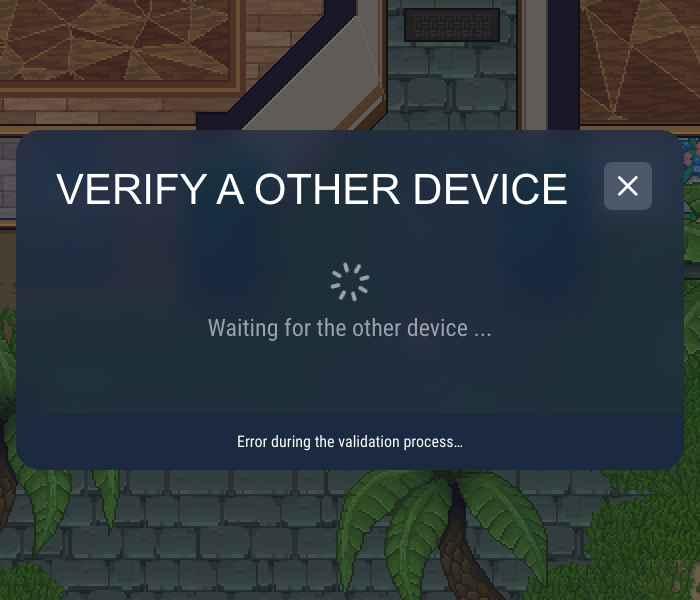 VERIFY A OTHER DEVICE
Waiting for the other device ...
Error during the validation process…